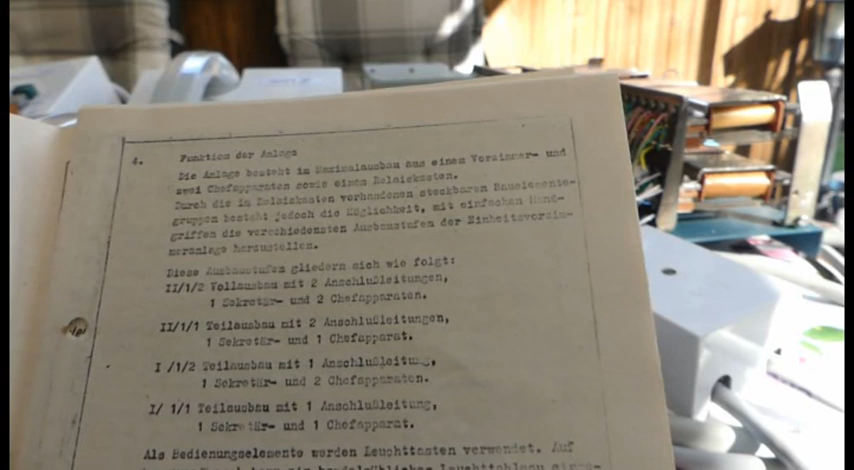 4. Funktion der Anlage
Die Anlage besteht im Maximalausbau aus einem Vorzimmer- und
zwei Chefapparaten sowie einem Relaiskasten.
Durch die im Relaiskasten vorhandenen steckbaren Bauelemente-
gruppen besteht jedoch die Möglichkeit, mit einfachen Hand-
griffen die verschiedensten Ausbaustufen der Einheitsvorzim-
meranlage herzustellen.
Diese Ausbaustufen gliedern sich wie folgt:
II/1/2 Vollausbau mit 2 Anschlußleitungen,
1 Sekretär- und 2 Chefapparaten.
II/1/1 Teilausbau mit 2 Anschlußleitungen,
1 Sekretär- und 1 Chefapparat.
I /1/2 Teilausbau mit 1 Anschlußleitung,
1 Sekretär- und 2 Chefapparaten.
I/ 1/1 Teilausbau mit 1 Anschlußleitung,
1 Sekretär- und 1 Chefapparat.
Als Bedienungselemente werden Leuchttasten verwendet. Auf